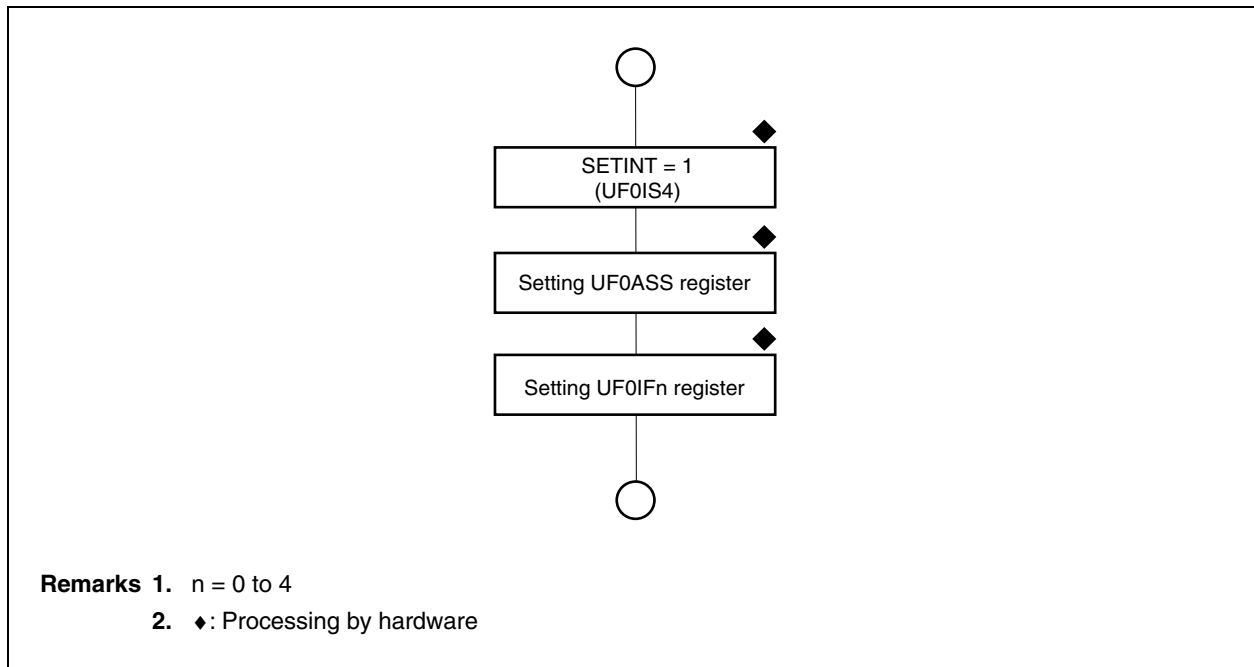 SETINT = 1
(UF0IS4)
Setting UF0ASS register
Setting UF0IFn register
Remarks 1. n = 0 to 4
2. ♦: Processing by hardware